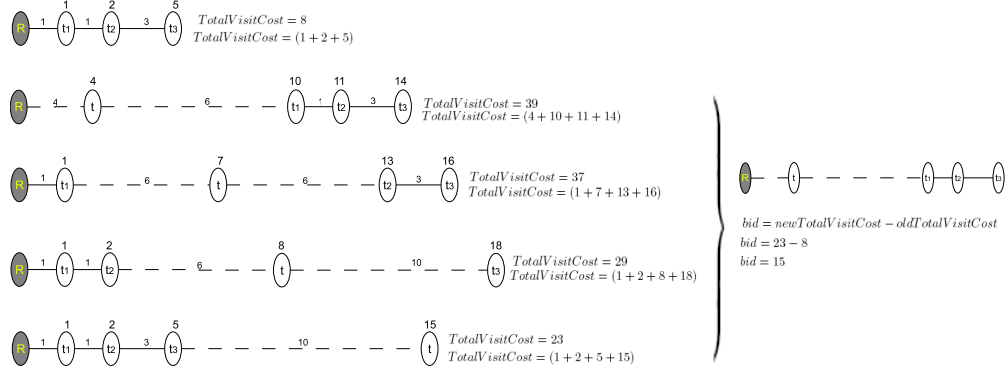 1 2 5
R 1 t1 1 t2 3 t3
TotalVisitCost = 8
TotalVisitCost = (1 + 2 + 5)
4 10 11 14
R 4 t 6 t1 1 t2 3 t3
TotalVisitCost = 39
TotalVisitCost = (4 + 10 + 11 + 14)
1 7 13 16
R 1 t1 6 t 6 t2 3 t3
TotalVisitCost = 37
TotalVisitCost = (1 + 7 + 13 + 16)
1 2 8 18
R 1 t1 1 t2 6 t 10 t3
TotalVisitCost = 29
TotalVisitCost = (1 + 2 + 8 + 18)
1 2 5 15
R 1 t1 1 t2 3 t3 10 t
TotalVisitCost = 23
TotalVisitCost = (1 + 2 + 5 + 15)
R t t1 t2 t3
bid = newTotalVisitCost − oldTotalVisitCost
bid = 23 − 8
bid = 15